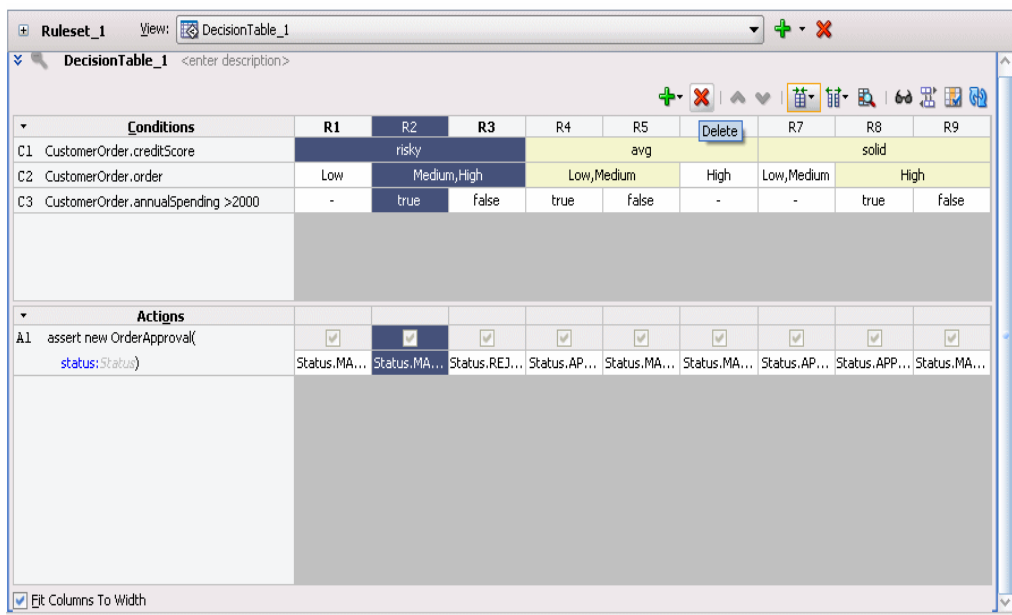 Ruleset_1 View: DecisionTable_1
DecisionTable_1 <enter description>
Conditions R1 R2 R3 R4 R5 Delete R7 R8 R9
C1 CustomerOrder.creditScore risky avg solid
C2 CustomerOrder.order Low Medium,High Low,Medium High Low,Medium High
C3 CustomerOrder.annualSpending >2000 - true false true false - - true false
Actions
A1 assert new OrderApproval(
status:Status) Status.MA... Status.MA... Status.REJ... Status.AP... Status.MA... Status.MA... Status.AP... Status.APP... Status.MA...
Fit Columns To Width